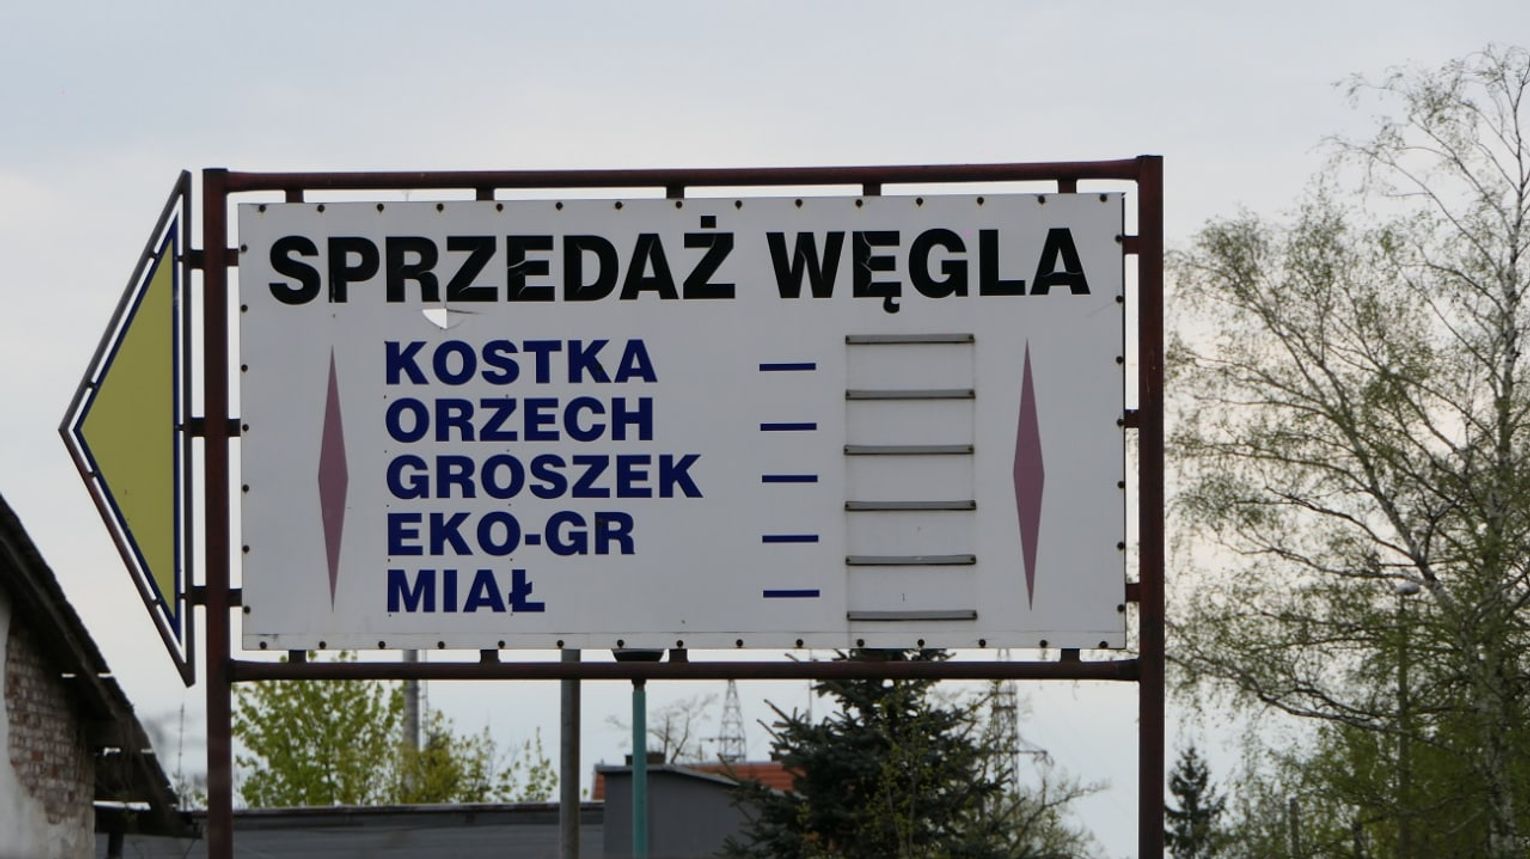 SPRZEDAŻ WĘGLA
KOSTKA —
ORZECH —
GROSZEK —
EKO-GR —
MIAŁ —